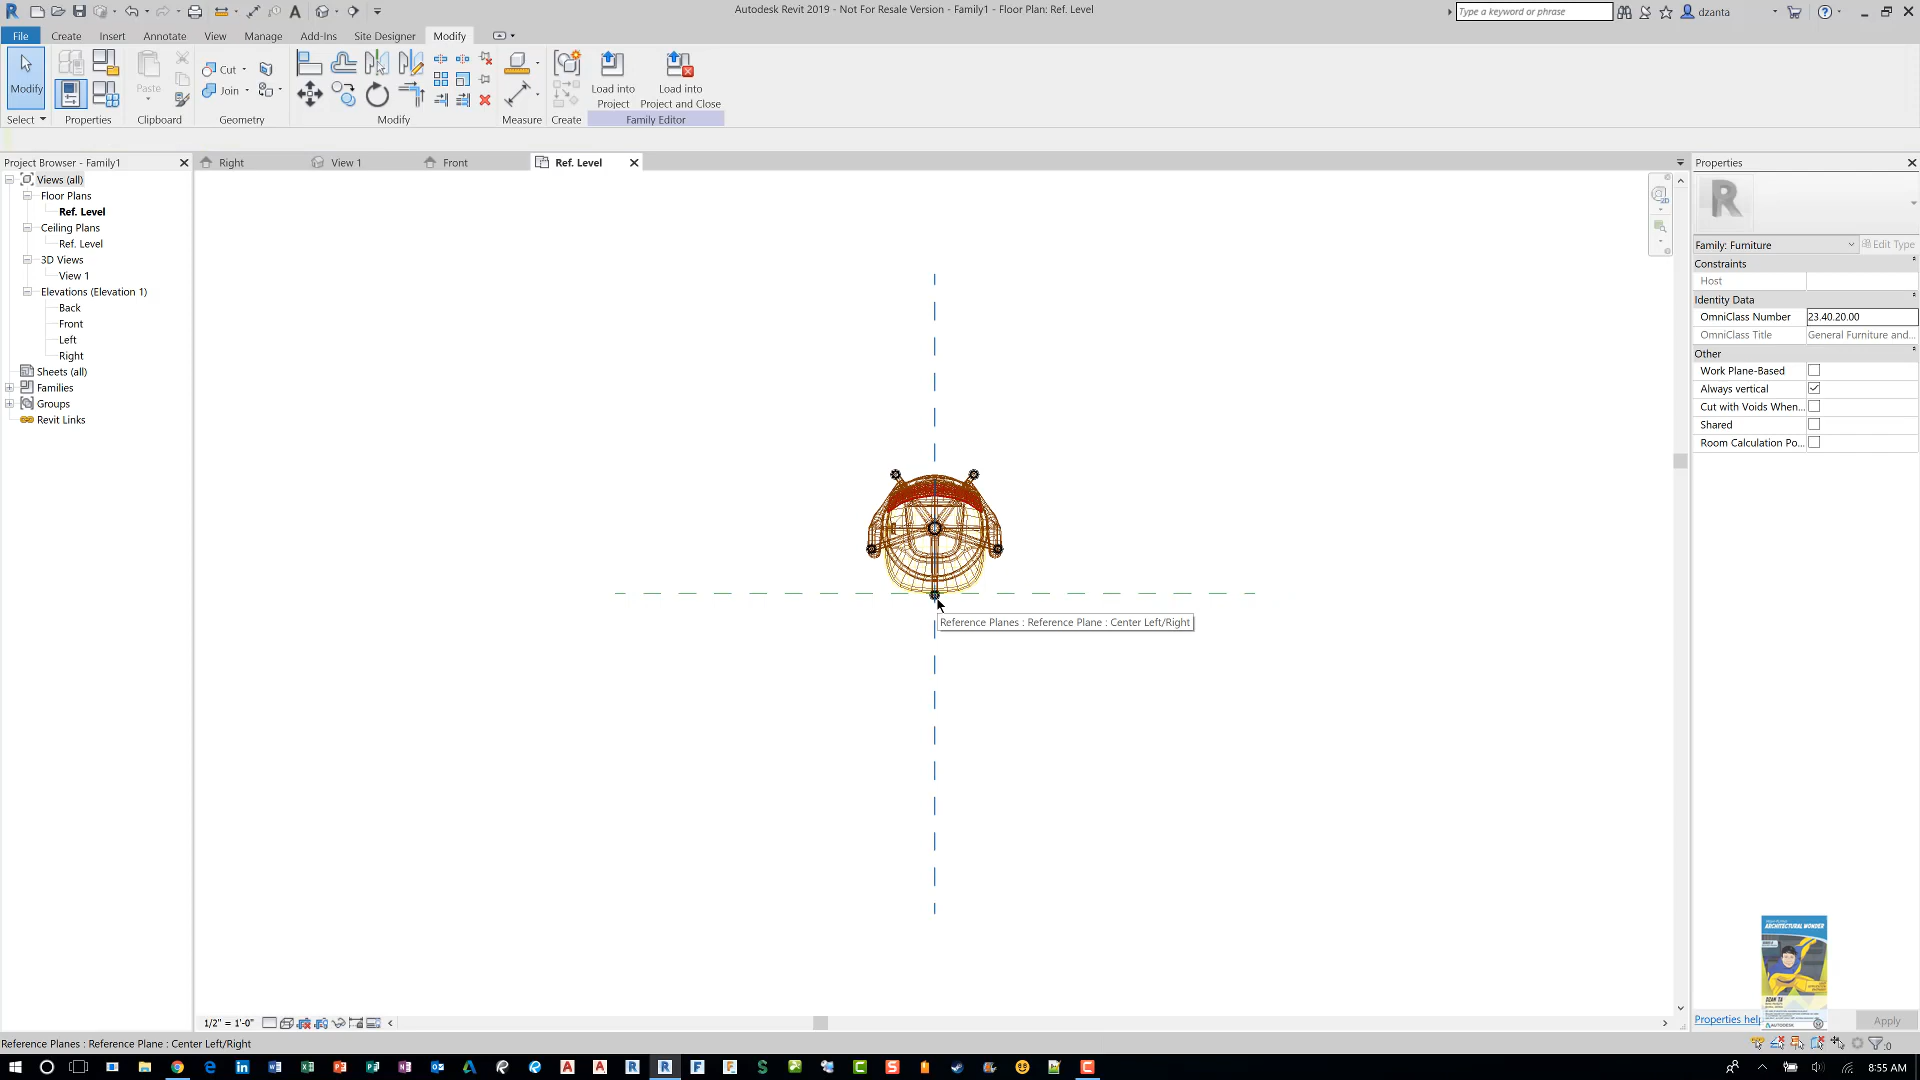 Autodesk Revit 2019 - Not For Resale Version - Family1 - Floor Plan: Ref. Level
Type a keyword or phrase
dzanta
File Create Insert Annotate View Manage Add-Ins Site Designer Modify
Modify
Paste
Cut
Join
Load into
Project
Load into
Project and Close
Select Properties Clipboard Geometry Modify Measure Create Family Editor
Project Browser - Family1
Right View 1 Front Ref. Level
Properties
Views (all)
Floor Plans
Ref. Level
Ceiling Plans
Ref. Level
3D Views
View 1
Elevations (Elevation 1)
Back
Front
Left
Right
Sheets (all)
Families
Groups
Revit Links
Reference Planes : Reference Plane : Center Left/Right
Family: Furniture
Edit Type
Constraints
Host
Identity Data
OmniClass Number 23.40.20.00
OmniClass Title General Furniture and...
Other
Work Plane-Based
Always vertical
Cut with Voids When...
Shared
Room Calculation Po...
ARCHITECTURAL WONDER
AUTODESK
Properties help
Apply
1/2" = 1'-0"
Reference Planes : Reference Plane : Center Left/Right
:0
8:55 AM